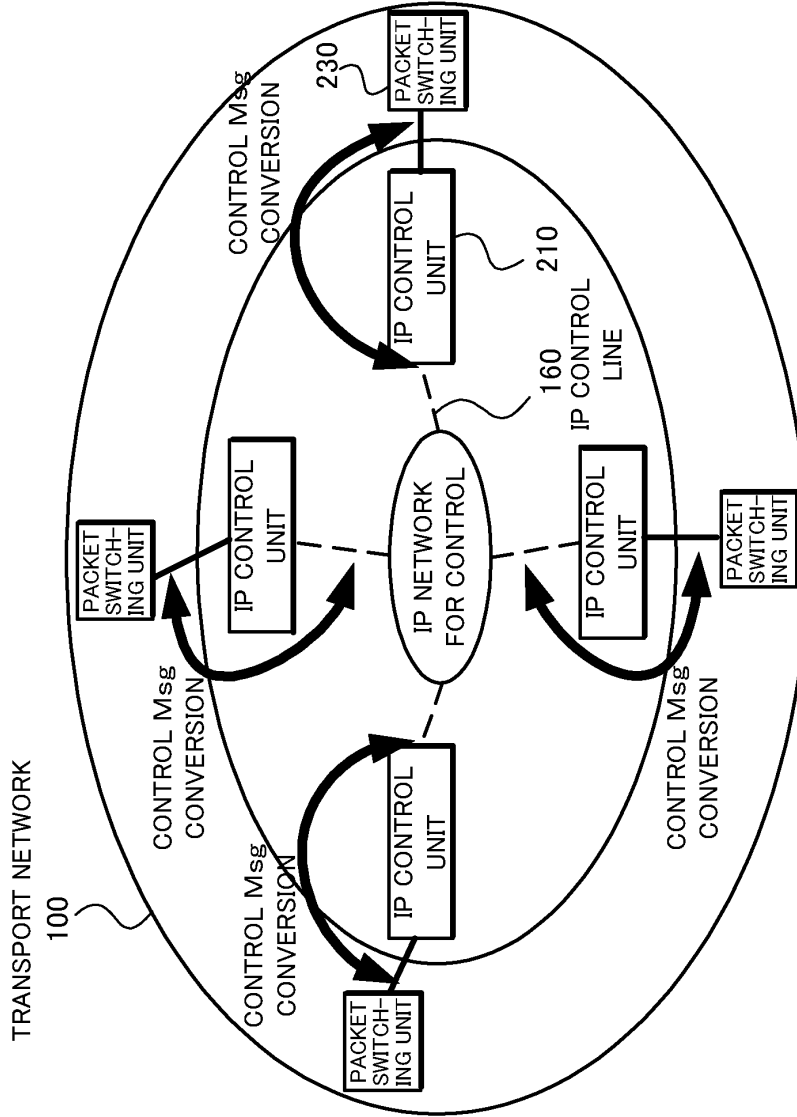 TRANSPORT NETWORK
100
PACKET
SWITCH-
ING UNIT
CONTROL Msg
CONVERSION
IP CONTROL
UNIT
PACKET
SWITCH-
ING UNIT
CONTROL Msg
CONVERSION
IP CONTROL
UNIT
IP NETWORK
FOR CONTROL
CONTROL Msg
CONVERSION
PACKET
SWITCH-
ING UNIT
230
IP CONTROL
UNIT
210
160
IP CONTROL
LINE
IP CONTROL
UNIT
CONTROL Msg
CONVERSION
PACKET
SWITCH-
ING UNIT